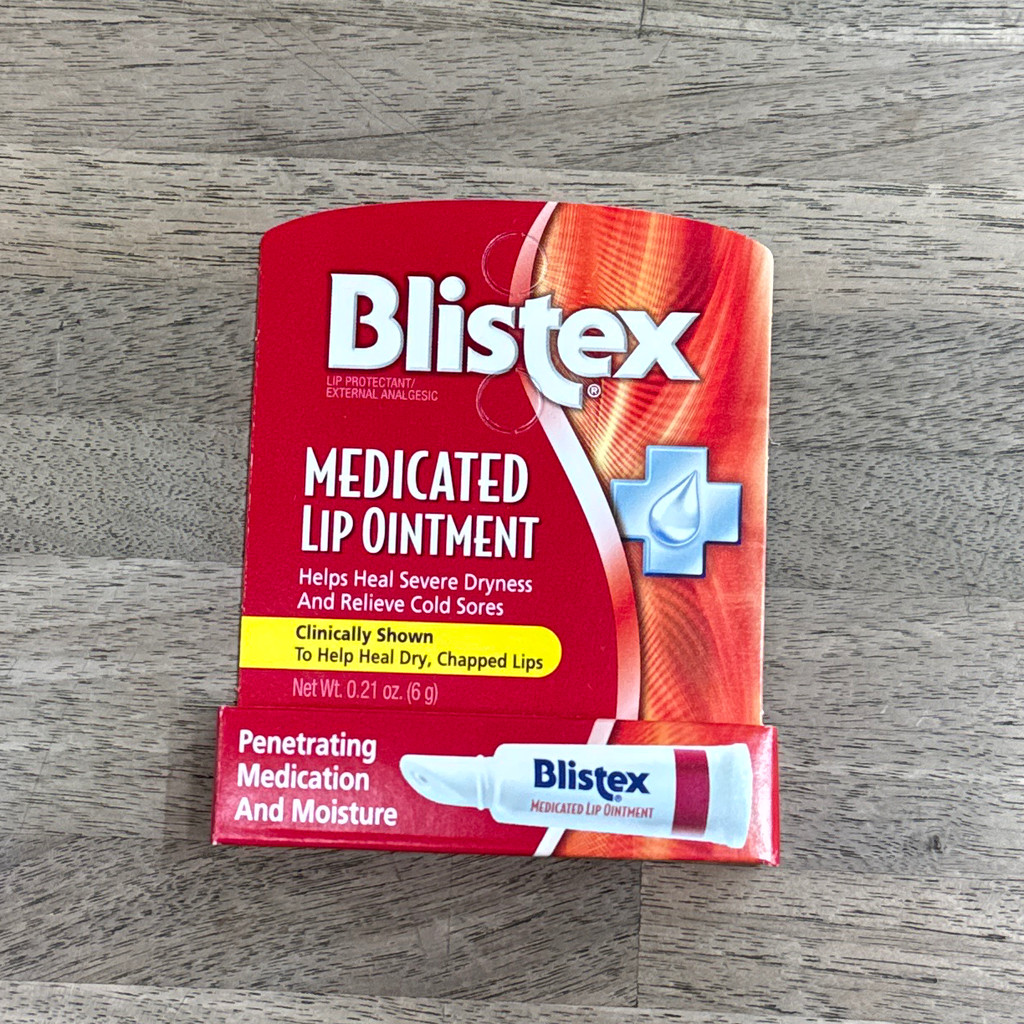 Blistex®
LIP PROTECTANT/
EXTERNAL ANALGESIC
MEDICATED
LIP OINTMENT
Helps Heal Severe Dryness
And Relieve Cold Sores
Clinically Shown
To Help Heal Dry, Chapped Lips
Net Wt. 0.21 oz. (6 g)
Penetrating
Medication
And Moisture
Blistex®
MEDICATED LIP OINTMENT